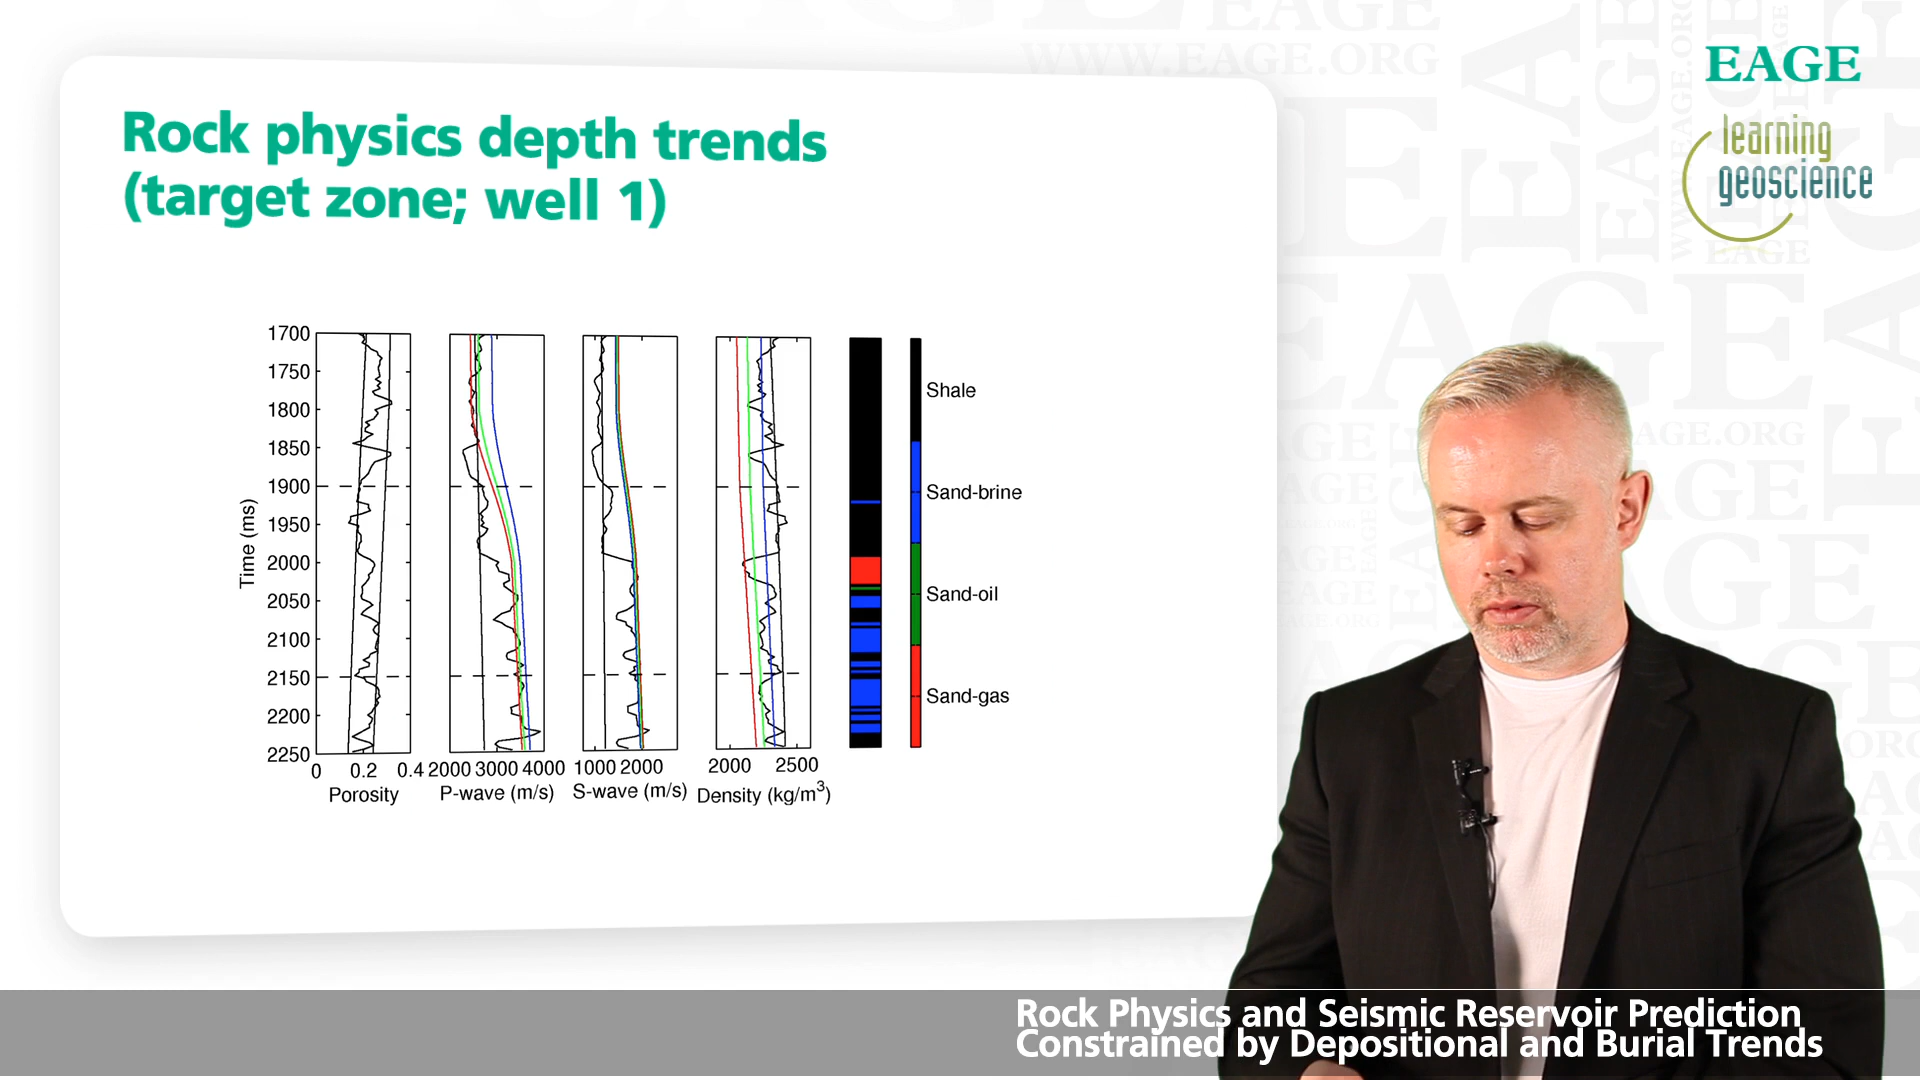 EAGE
WWW.EAGE.ORG
EAGE
learning
geoscience
Rock physics depth trends
(target zone; well 1)
1700
1750
1800
1850
1900
1950
2000
2050
2100
2150
2200
2250
Time (ms)
0 0.2 0.4
Porosity
2000 3000 4000
P-wave (m/s)
1000 2000
S-wave (m/s)
2000 2500
Density (kg/m3)
Shale
Sand-brine
Sand-oil
Sand-gas
Rock Physics and Seismic Reservoir Prediction
Constrained by Depositional and Burial Trends